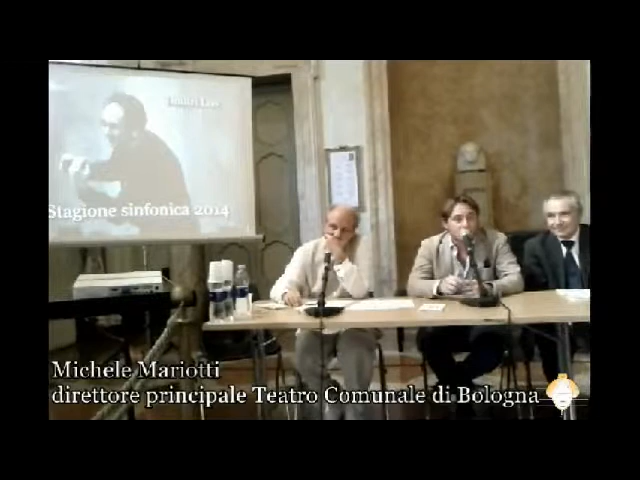 Stagione sinfonica 2014
Michele Mariotti
direttore principale Teatro Comunale di Bologna